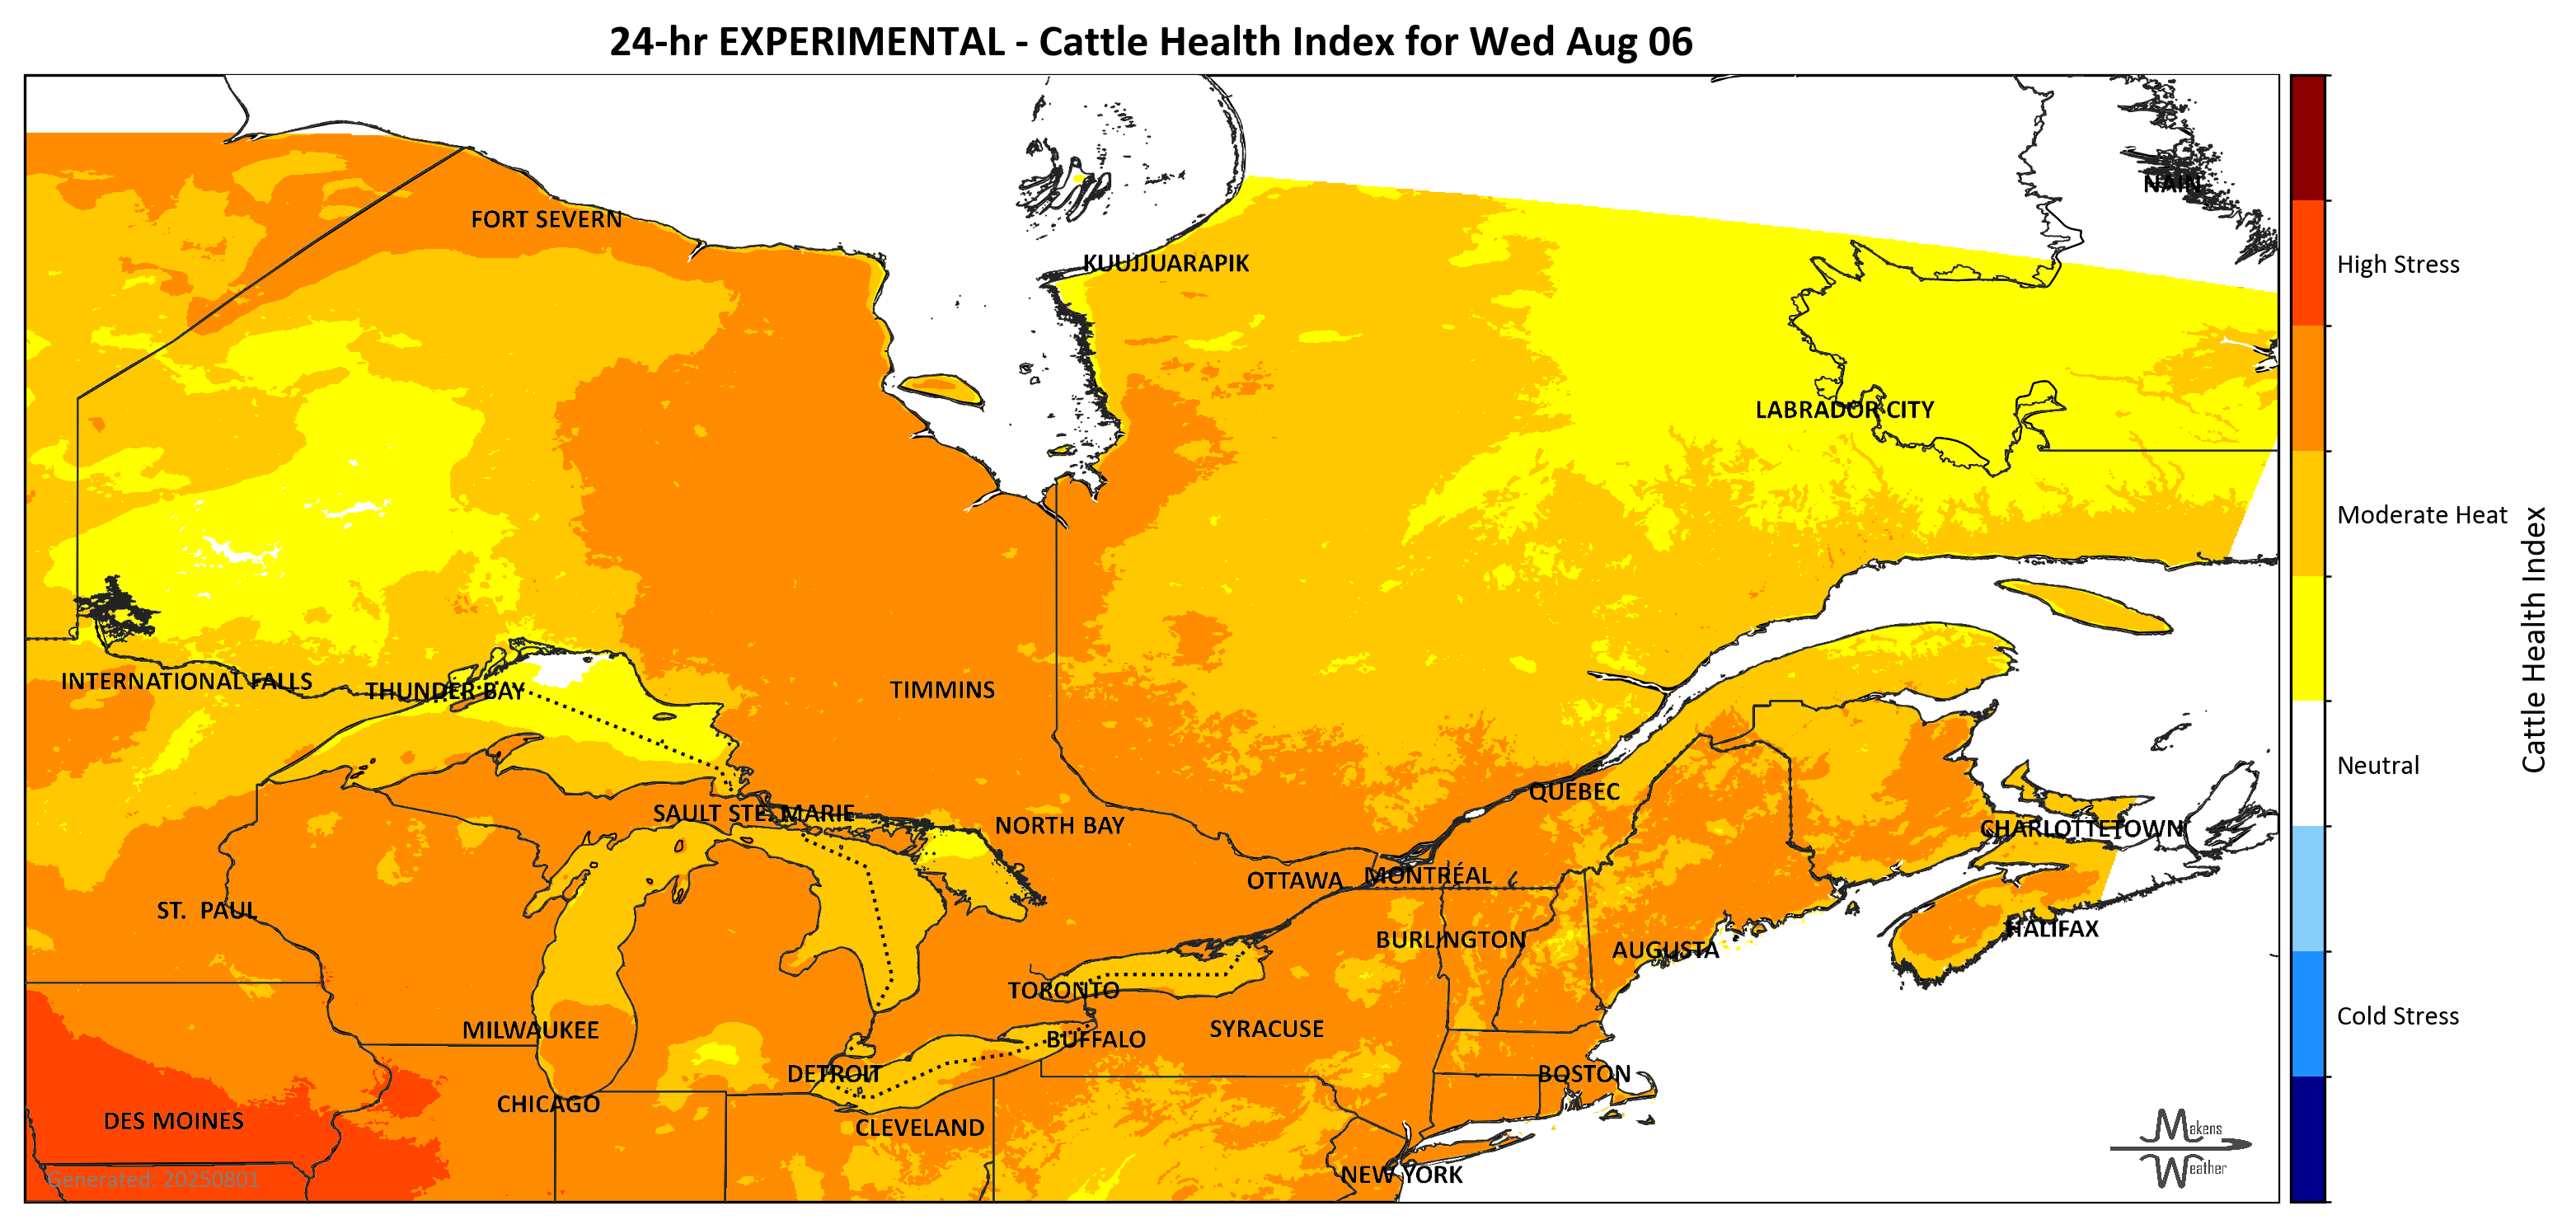 24-hr EXPERIMENTAL - Cattle Health Index for Wed Aug 06
NAIN
FORT SEVERN
KUUJJUARAPIK
High Stress
LABRADOR CITY
Moderate Heat
Cattle Health Index
INTERNATIONAL FALLS
THUNDER BAY
TIMMINS
Neutral
QUEBEC
SAULT STE. MARIE
NORTH BAY
CHARLOTTETOWN
OTTAWA
MONTRÉAL
ST. PAUL
HALIFAX
BURLINGTON
AUGUSTA
TORONTO
Cold Stress
MILWAUKEE
SYRACUSE
BUFFALO
DETROIT
BOSTON
CHICAGO
DES MOINES
CLEVELAND
Makens
Weather
NEW YORK
Generated: 20250801